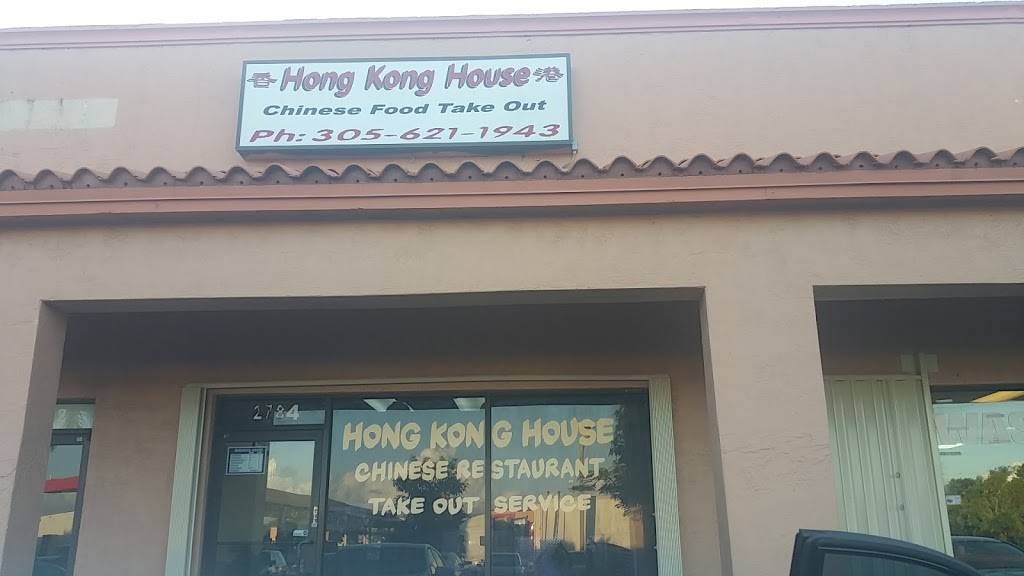 香 Hong Kong House 港
Chinese Food Take Out
Ph: 305-621-1943
2784
HONG KONG HOUSE
CHINESE RESTAURANT
TAKE OUT SERVICE